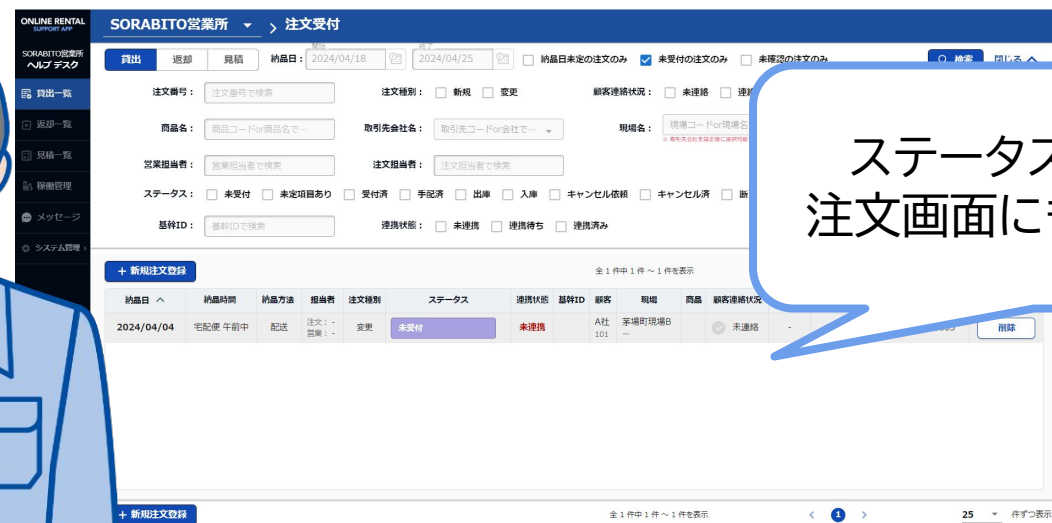 ONLINE RENTAL
SUPPORT APP
SORABITO営業所
ヘルプ デスク
貸出一覧
返却一覧
見積一覧
稼働管理
メッセージ
システム管理
SORABITO営業所 > 注文受付
貸出 返却 見積 納品日: 開始 2024/04/18 終了 2024/04/25 納品日未定の注文のみ 未受付の注文のみ 未確認の注文のみ 検索 閉じる
注文番号: 注文番号で検索 注文種別: 新規 変更 顧客連絡状況: 未連絡
商品名: 商品コードor商品名で… 取引先会社名: 取引先コードor会社で… 現場名: 現場コードor現場名
営業担当者: 営業担当者で検索 注文担当者: 注文担当者で検索
ステータス: 未受付 未定項目あり 受付済 手配済 出庫 入庫 キャンセル依頼 キャンセル済 断
基幹ID: 基幹IDで検索 連携状態: 未連携 連携待ち 連携済み
ステータス
注文画面に
+ 新規注文登録 全 1 件中 1 件 ~ 1 件を表示
納品日 納品時間 納品方法 担当者 注文種別 ステータス 連携状態 基幹ID 顧客 現場 商品 顧客連絡状況
2024/04/04 宅配便 午前中 配送 注文: - 変更 未受付 未連携 A社 茅場町現場B 未連絡 - 削除
営業: - 101 —
+ 新規注文登録 全 1 件中 1 件 ~ 1 件を表示 < 1 > 25 件ずつ表示